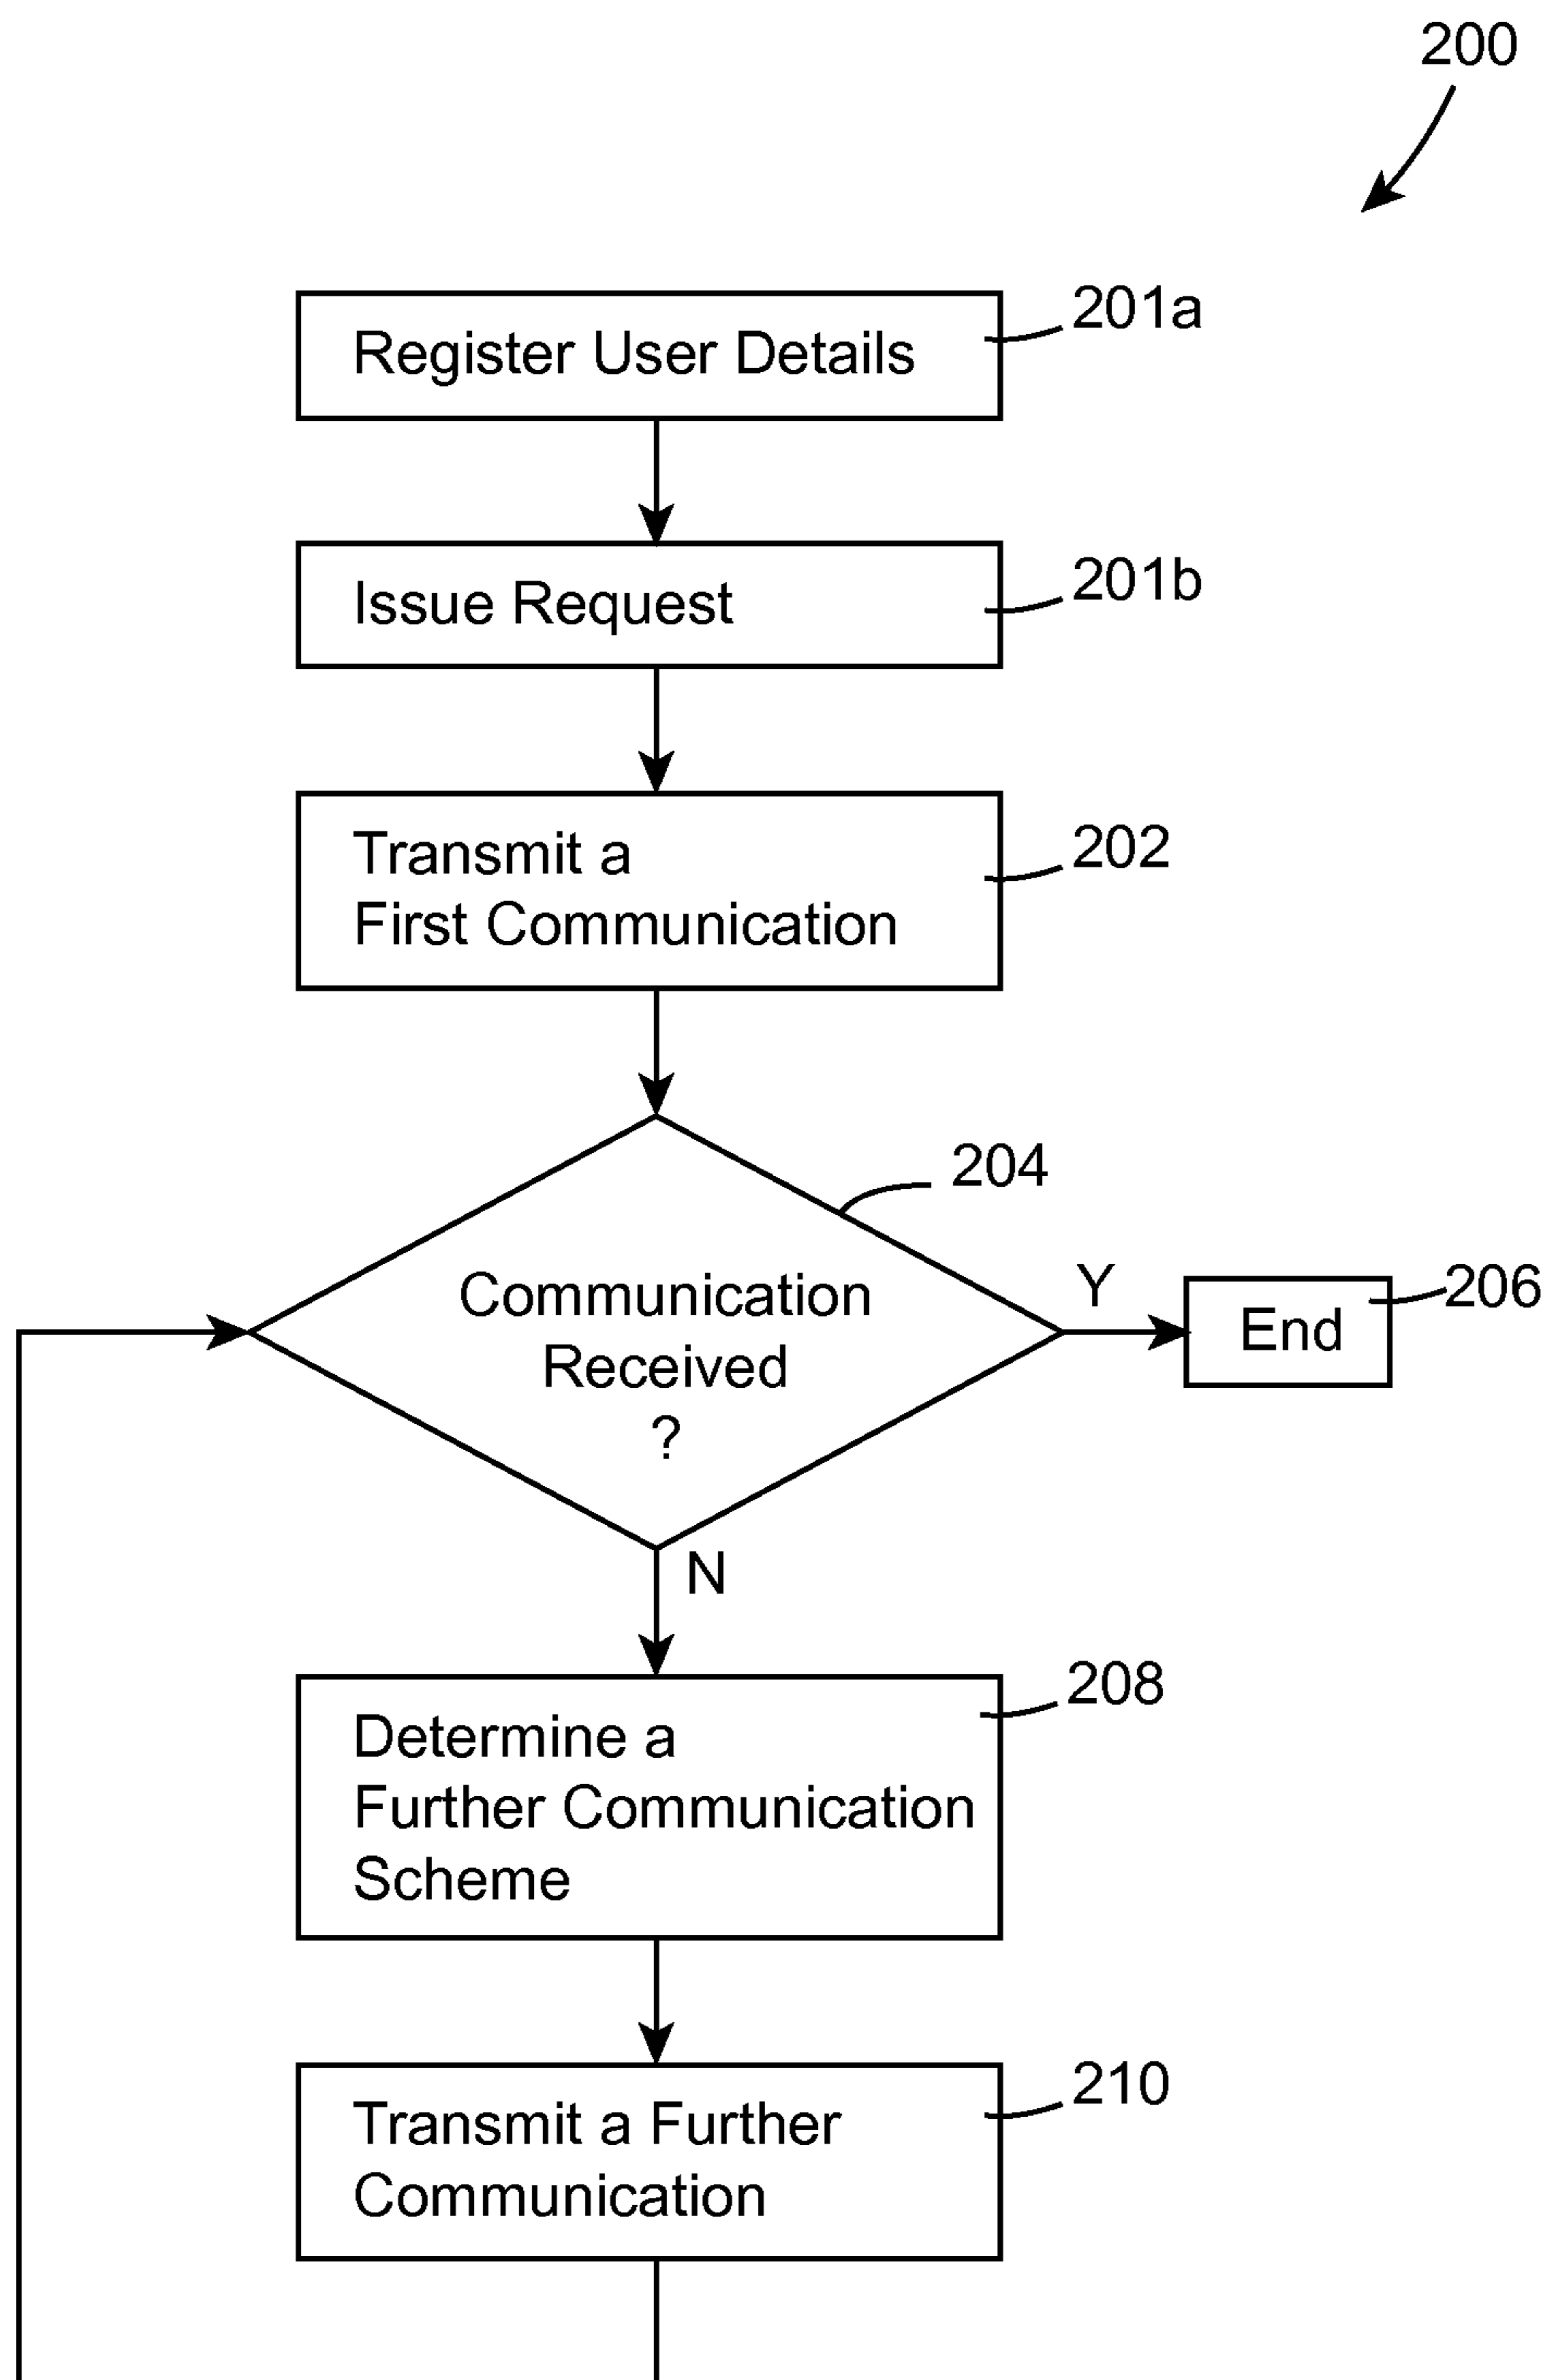 200
Register User Details
201a
Issue Request
201b
Transmit a
First Communication
202
204
Communication
Received
?
Y
End
206
N
Determine a
Further Communication
Scheme
208
Transmit a Further
Communication
210